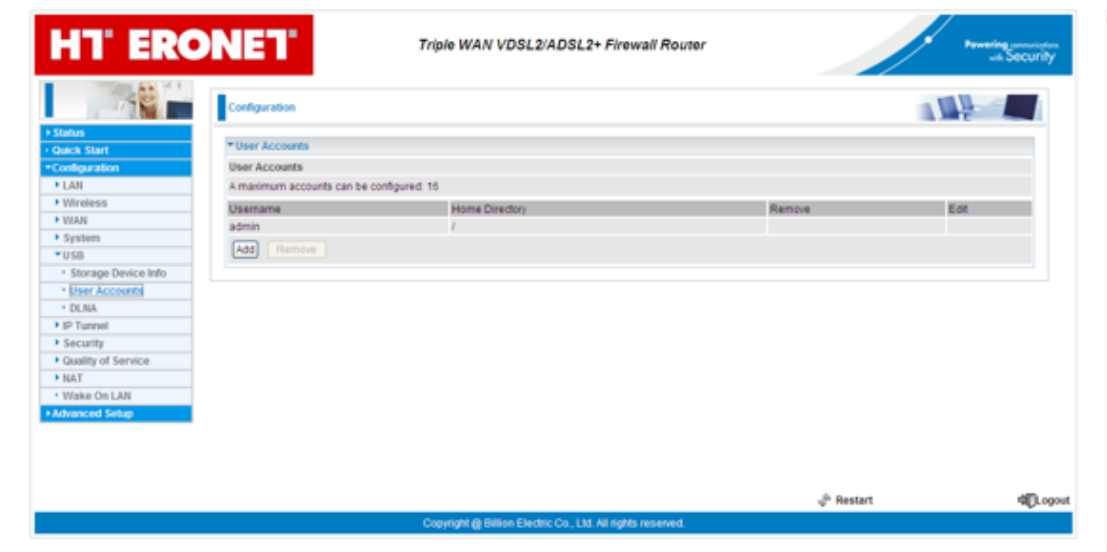 HT ERONET
Triple WAN VDSL2/ADSL2+ Firewall Router
Powering communications
with Security
Configuration
Status
Quick Start
Configuration
LAN
Wireless
WAN
System
USB
Storage Device Info
User Accounts
DLNA
IP Tunnel
Security
Quality of Service
NAT
Wake On LAN
Advanced Setup
User Accounts
User Accounts
A maximum accounts can be configured: 16
Username Home Directory Remove Edit
admin /
Add Remove
Restart Logout
Copyright @ Billion Electric Co., Ltd. All rights reserved.